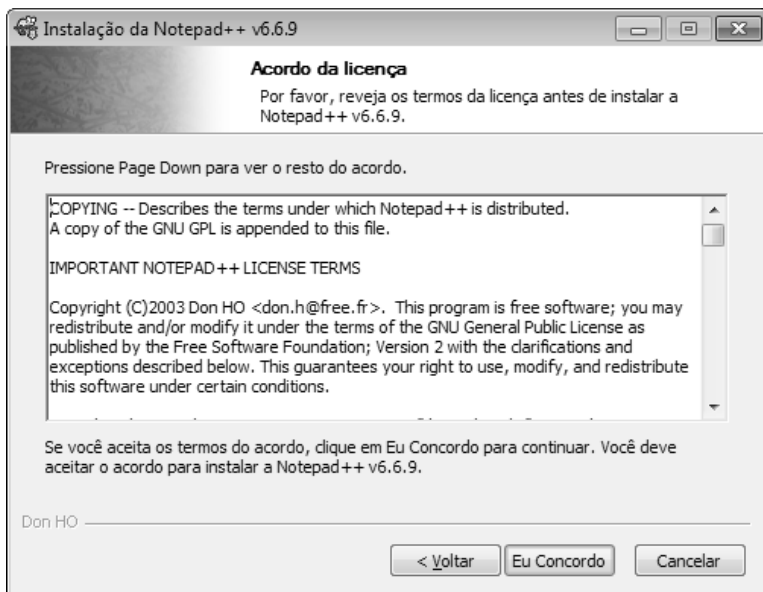 Instalação da Notepad++ v6.6.9
Acordo da licença
Por favor, reveja os termos da licença antes de instalar a
Notepad++ v6.6.9.
Pressione Page Down para ver o resto do acordo.
COPYING -- Describes the terms under which Notepad++ is distributed.
A copy of the GNU GPL is appended to this file.
IMPORTANT NOTEPAD++ LICENSE TERMS
Copyright (C)2003 Don HO <don.h@free.fr>. This program is free software; you may
redistribute and/or modify it under the terms of the GNU General Public License as
published by the Free Software Foundation; Version 2 with the clarifications and
exceptions described below. This guarantees your right to use, modify, and redistribute
this software under certain conditions.
Se você aceita os termos do acordo, clique em Eu Concordo para continuar. Você deve
aceitar o acordo para instalar a Notepad++ v6.6.9.
Don HO
< Voltar Eu Concordo Cancelar